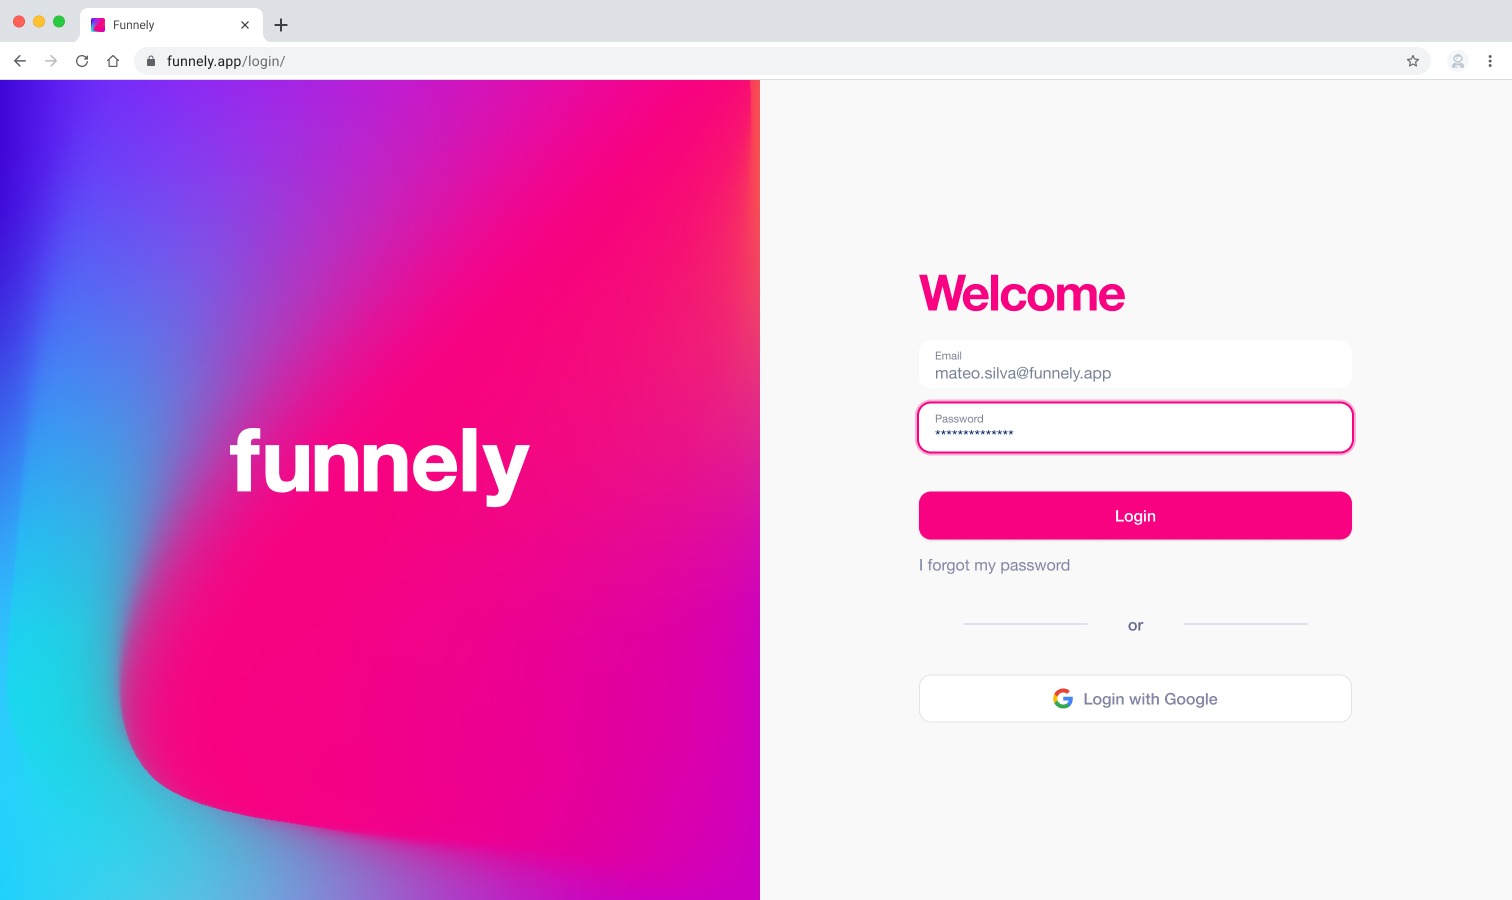 Funnely
funnely.app/login/
funnely
Welcome
Email
mateo.silva@funnely.app
Password
**************
Login
I forgot my password
or
Login with Google